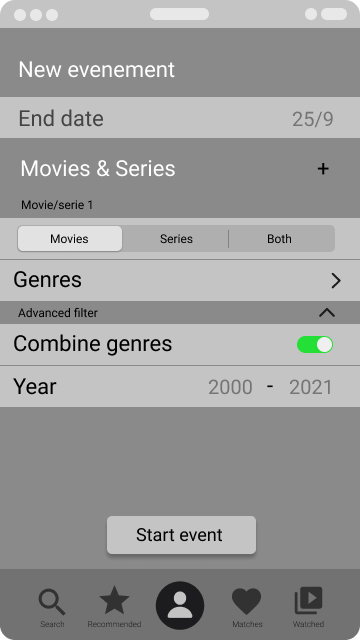 New evenement
End date 25/9
Movies & Series +
Movie/serie 1
Movies Series Both
Genres
Advanced filter
Combine genres
Year 2000 - 2021
Start event
Search Recommended Matches Watched